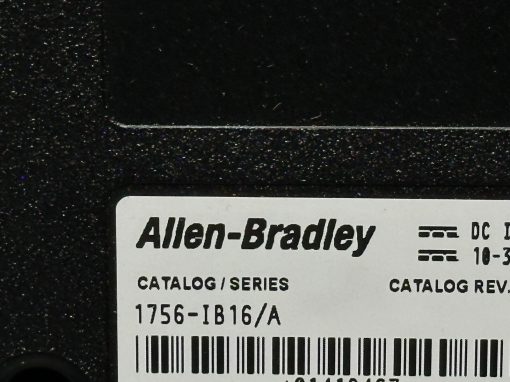 Allen-Bradley
DC I
10-3
CATALOG / SERIES
CATALOG REV.
1756-IB16/A